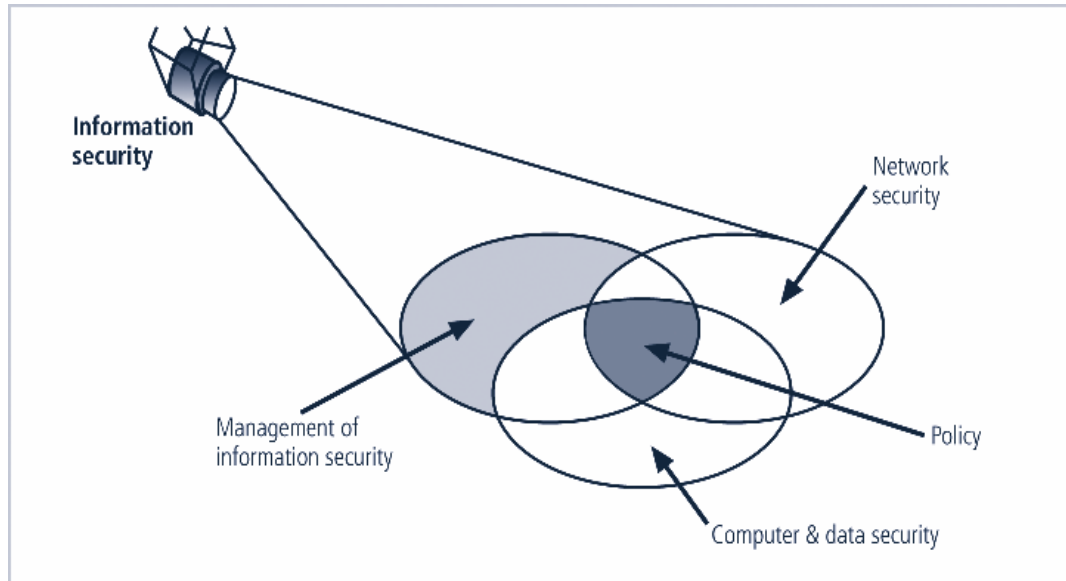 Information
security
Network
security
Management of
information security
Policy
Computer & data security